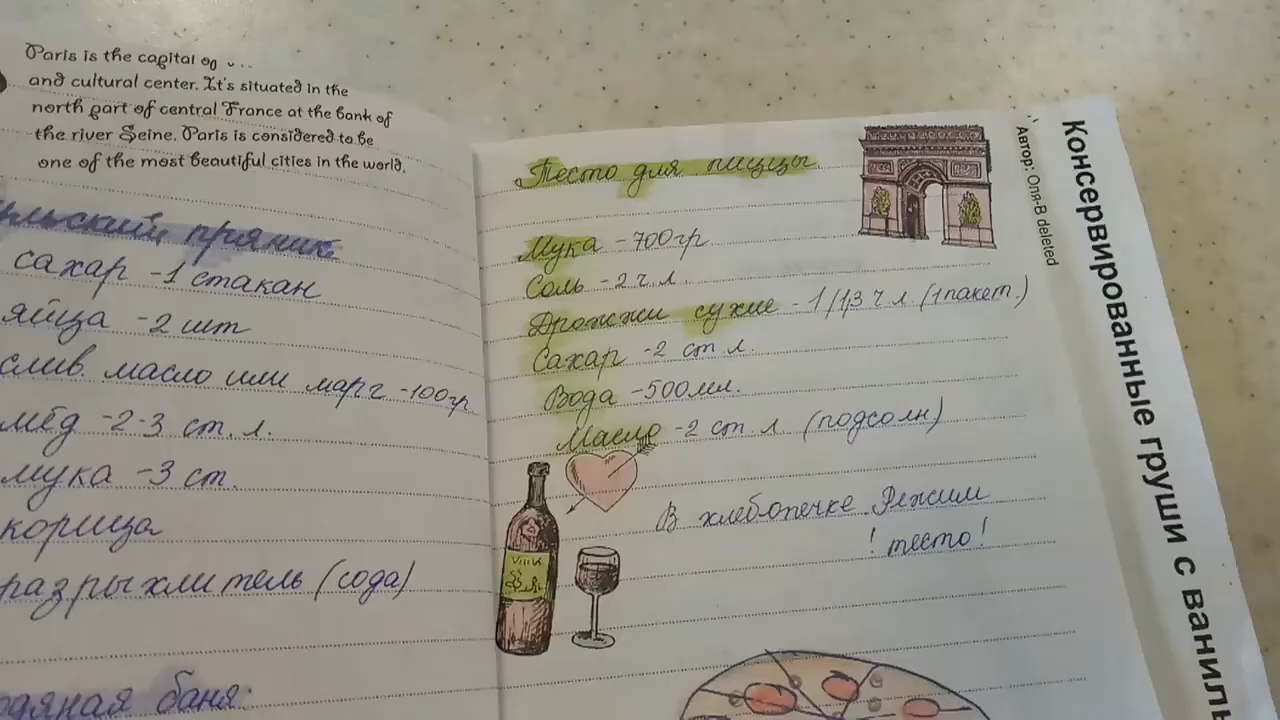 Paris is the capital
and cultural center. It's situated in the
north part of central France at the bank of
the river Seine. Paris is considered to be
one of the most beautiful cities in the world.
пряник
сахар -1 стакан
яйца -2 шт
слив. масло или марг -100гр
мёд -2-3 ст. л.
мука -3 ст.
корица
разрыхлитель (сода)
баня:
Тесто для пиццы
Мука -700гр
Соль -2 ч л.
Дрожжи сухие - 1/1,3 ч л (1 пакет.)
Сахар -2 ст л
Вода -500мл.
Масло -2 ст л (подсолн)
В хлебопечке Режим
! тесто!
Автор: Оля-В deleted
Консервированные груши с ваниль